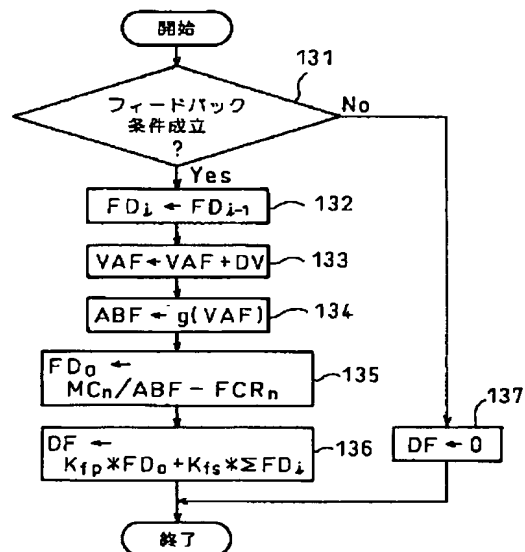 開始
131
フィードバック
条件成立
?
No
Yes
FDi ← FDi-1
132
VAF←VAF+DV
133
ABF ← g(VAF)
134
FD0 ←
MCn/ABF − FCRn
135
137
DF ←
Kfp*FD0+Kfs*ΣFDi
136
DF ← 0
終了